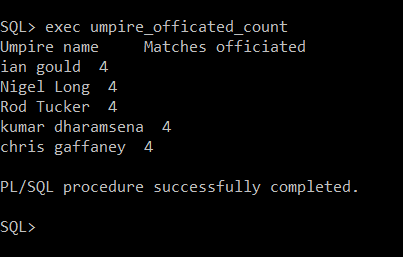 SQL> exec umpire_officated_count
Umpire name     Matches officiated
ian gould  4
Nigel Long  4
Rod Tucker  4
kumar dharamsena  4
chris gaffaney  4
PL/SQL procedure successfully completed.
SQL>